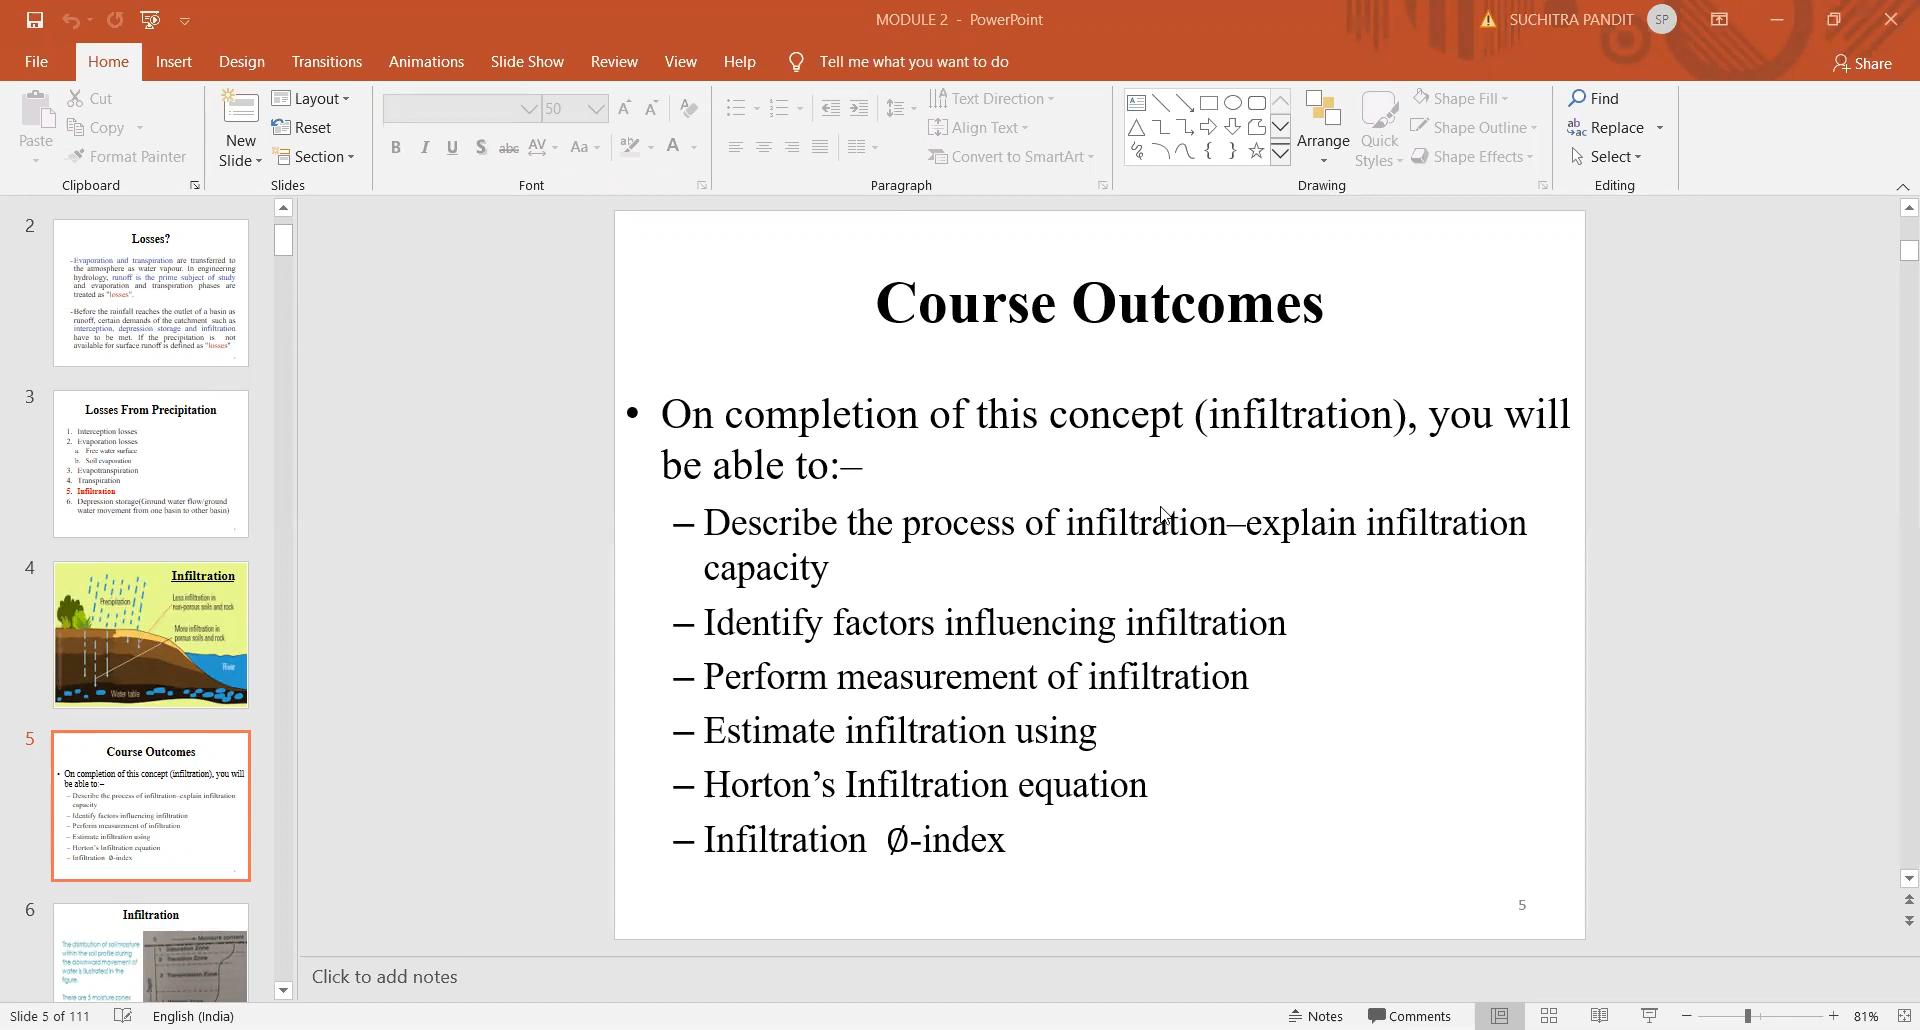 MODULE 2 - PowerPoint
SUCHITRA PANDIT
SP
File
Home
Insert
Design
Transitions
Animations
Slide Show
Review
View
Help
Tell me what you want to do
Share
Paste
Cut
Copy
Format Painter
Clipboard
New
Slide
Layout
Reset
Section
Slides
50
B I U S abc AV Aa A
Font
Text Direction
Align Text
Convert to SmartArt
Paragraph
Arrange
Quick
Styles
Shape Fill
Shape Outline
Shape Effects
Drawing
Find
Replace
Select
Editing
2
Losses?
-Evaporation and transpiration are transferred to
the atmosphere as water vapour. In engineering
hydrology, runoff is the prime subject of study
and evaporation and transpiration phases are
treated as "losses".
-Before the rainfall reaches the outlet of a basin as
runoff, certain demands of the catchment such as
interception, depression storage and infiltration
have to be met. If the precipitation is not
available for surface runoff is defined as "losses"
3
Losses From Precipitation
1. Interception losses
2. Evaporation losses
a. Free water surface
b. Soil evaporation
3. Evapotranspiration
4. Transpiration
5. Infiltration
6. Depression storage(Ground water flow/ground
water movement from one basin to other basin)
4
Infiltration
Precipitation
Less infiltration in
non-porous soils and rock
More infiltration in
porous soils and rock
River
Water table
5
Course Outcomes
• On completion of this concept (infiltration), you will
be able to:–
– Describe the process of infiltration–explain infiltration
capacity
– Identify factors influencing infiltration
– Perform measurement of infiltration
– Estimate infiltration using
– Horton's Infiltration equation
– Infiltration Ø-index
6
Infiltration
The distribution of soil moisture
within the soil profile during
the downward movement of
water is illustrated in the
figure.
There are 5 moisture zones
Course Outcomes
• On completion of this concept (infiltration), you will
be able to:–
– Describe the process of infiltration–explain infiltration
capacity
– Identify factors influencing infiltration
– Perform measurement of infiltration
– Estimate infiltration using
– Horton’s Infiltration equation
– Infiltration Ø-index
5
Click to add notes
Slide 5 of 111
English (India)
Notes
Comments
81%